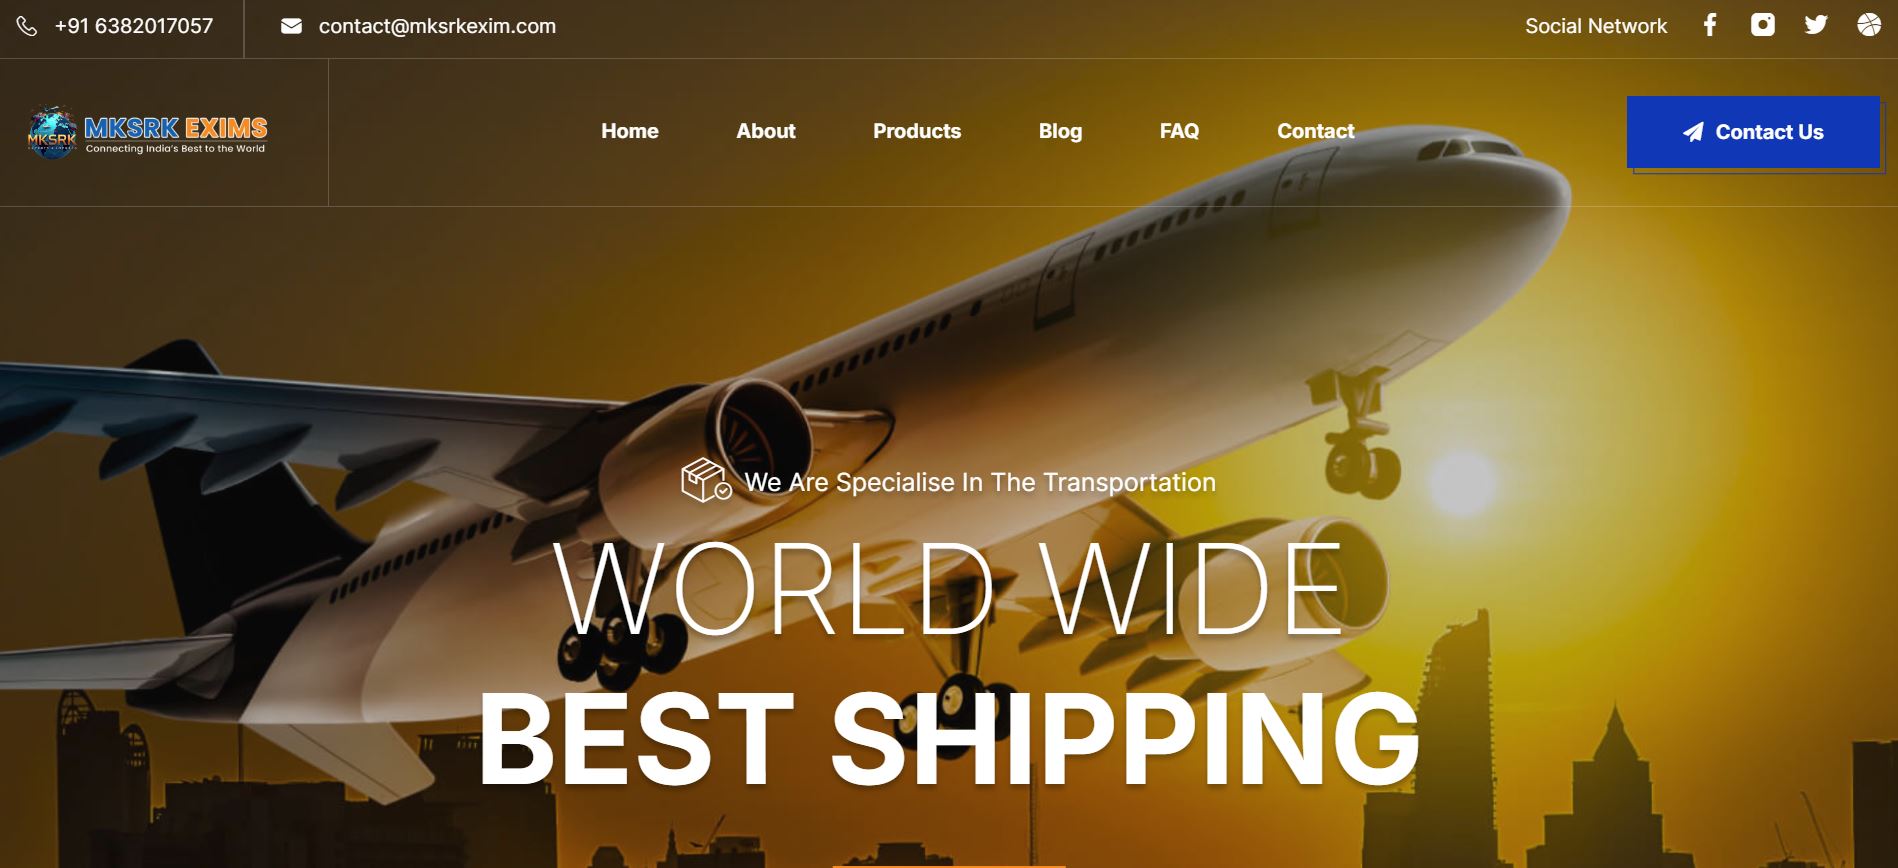 +91 6382017057
contact@mksrkexim.com
Social Network
MKSRK
MKSRK EXIMS
Connecting India's Best to the World
Home
About
Products
Blog
FAQ
Contact
Contact Us
We Are Specialise In The Transportation
WORLD WIDE
BEST SHIPPING